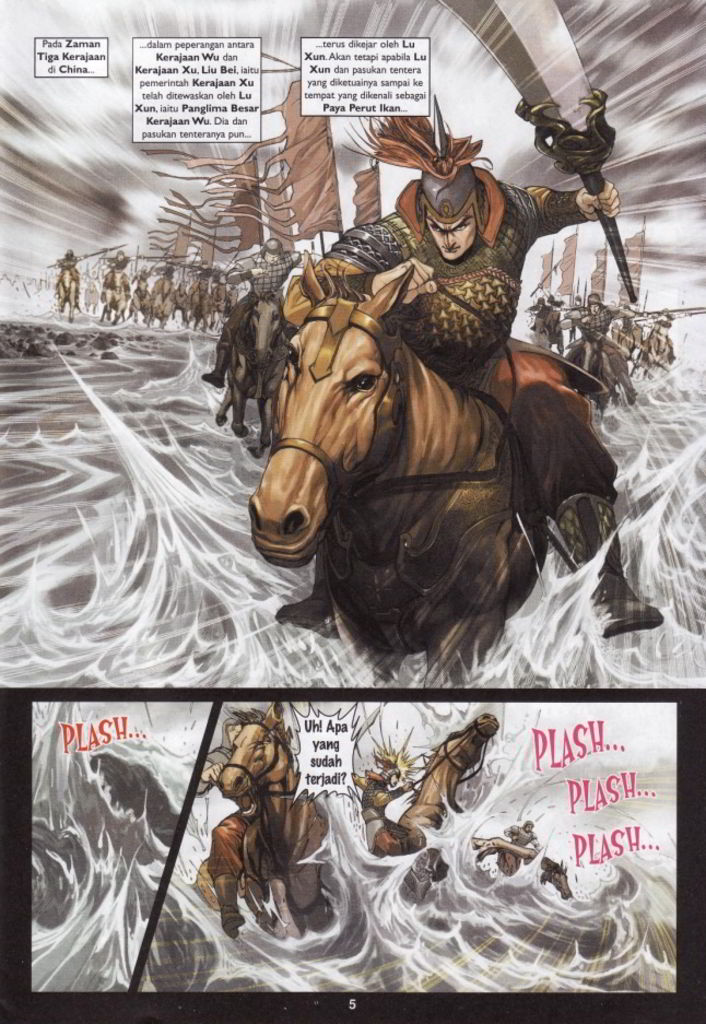 Pada Zaman
Tiga Kerajaan
di China...
...dalam peperangan antara
Kerajaan Wu dan
Kerajaan Xu, Liu Bei, iaitu
pemerintah Kerajaan Xu
telah ditewaskan oleh Lu
Xun, iaitu Panglima Besar
Kerajaan Wu. Dia dan
pasukan tenteranya pun...
...terus dikejar oleh Lu
Xun. Akan tetapi apabila Lu
Xun dan pasukan tentera
yang diketuainya sampai ke
tempat yang dikenali sebagai
Paya Perut Ikan...
PLASH...
Uh! Apa
yang
sudah
terjadi?
PLASH...
PLASH...
PLASH...
5